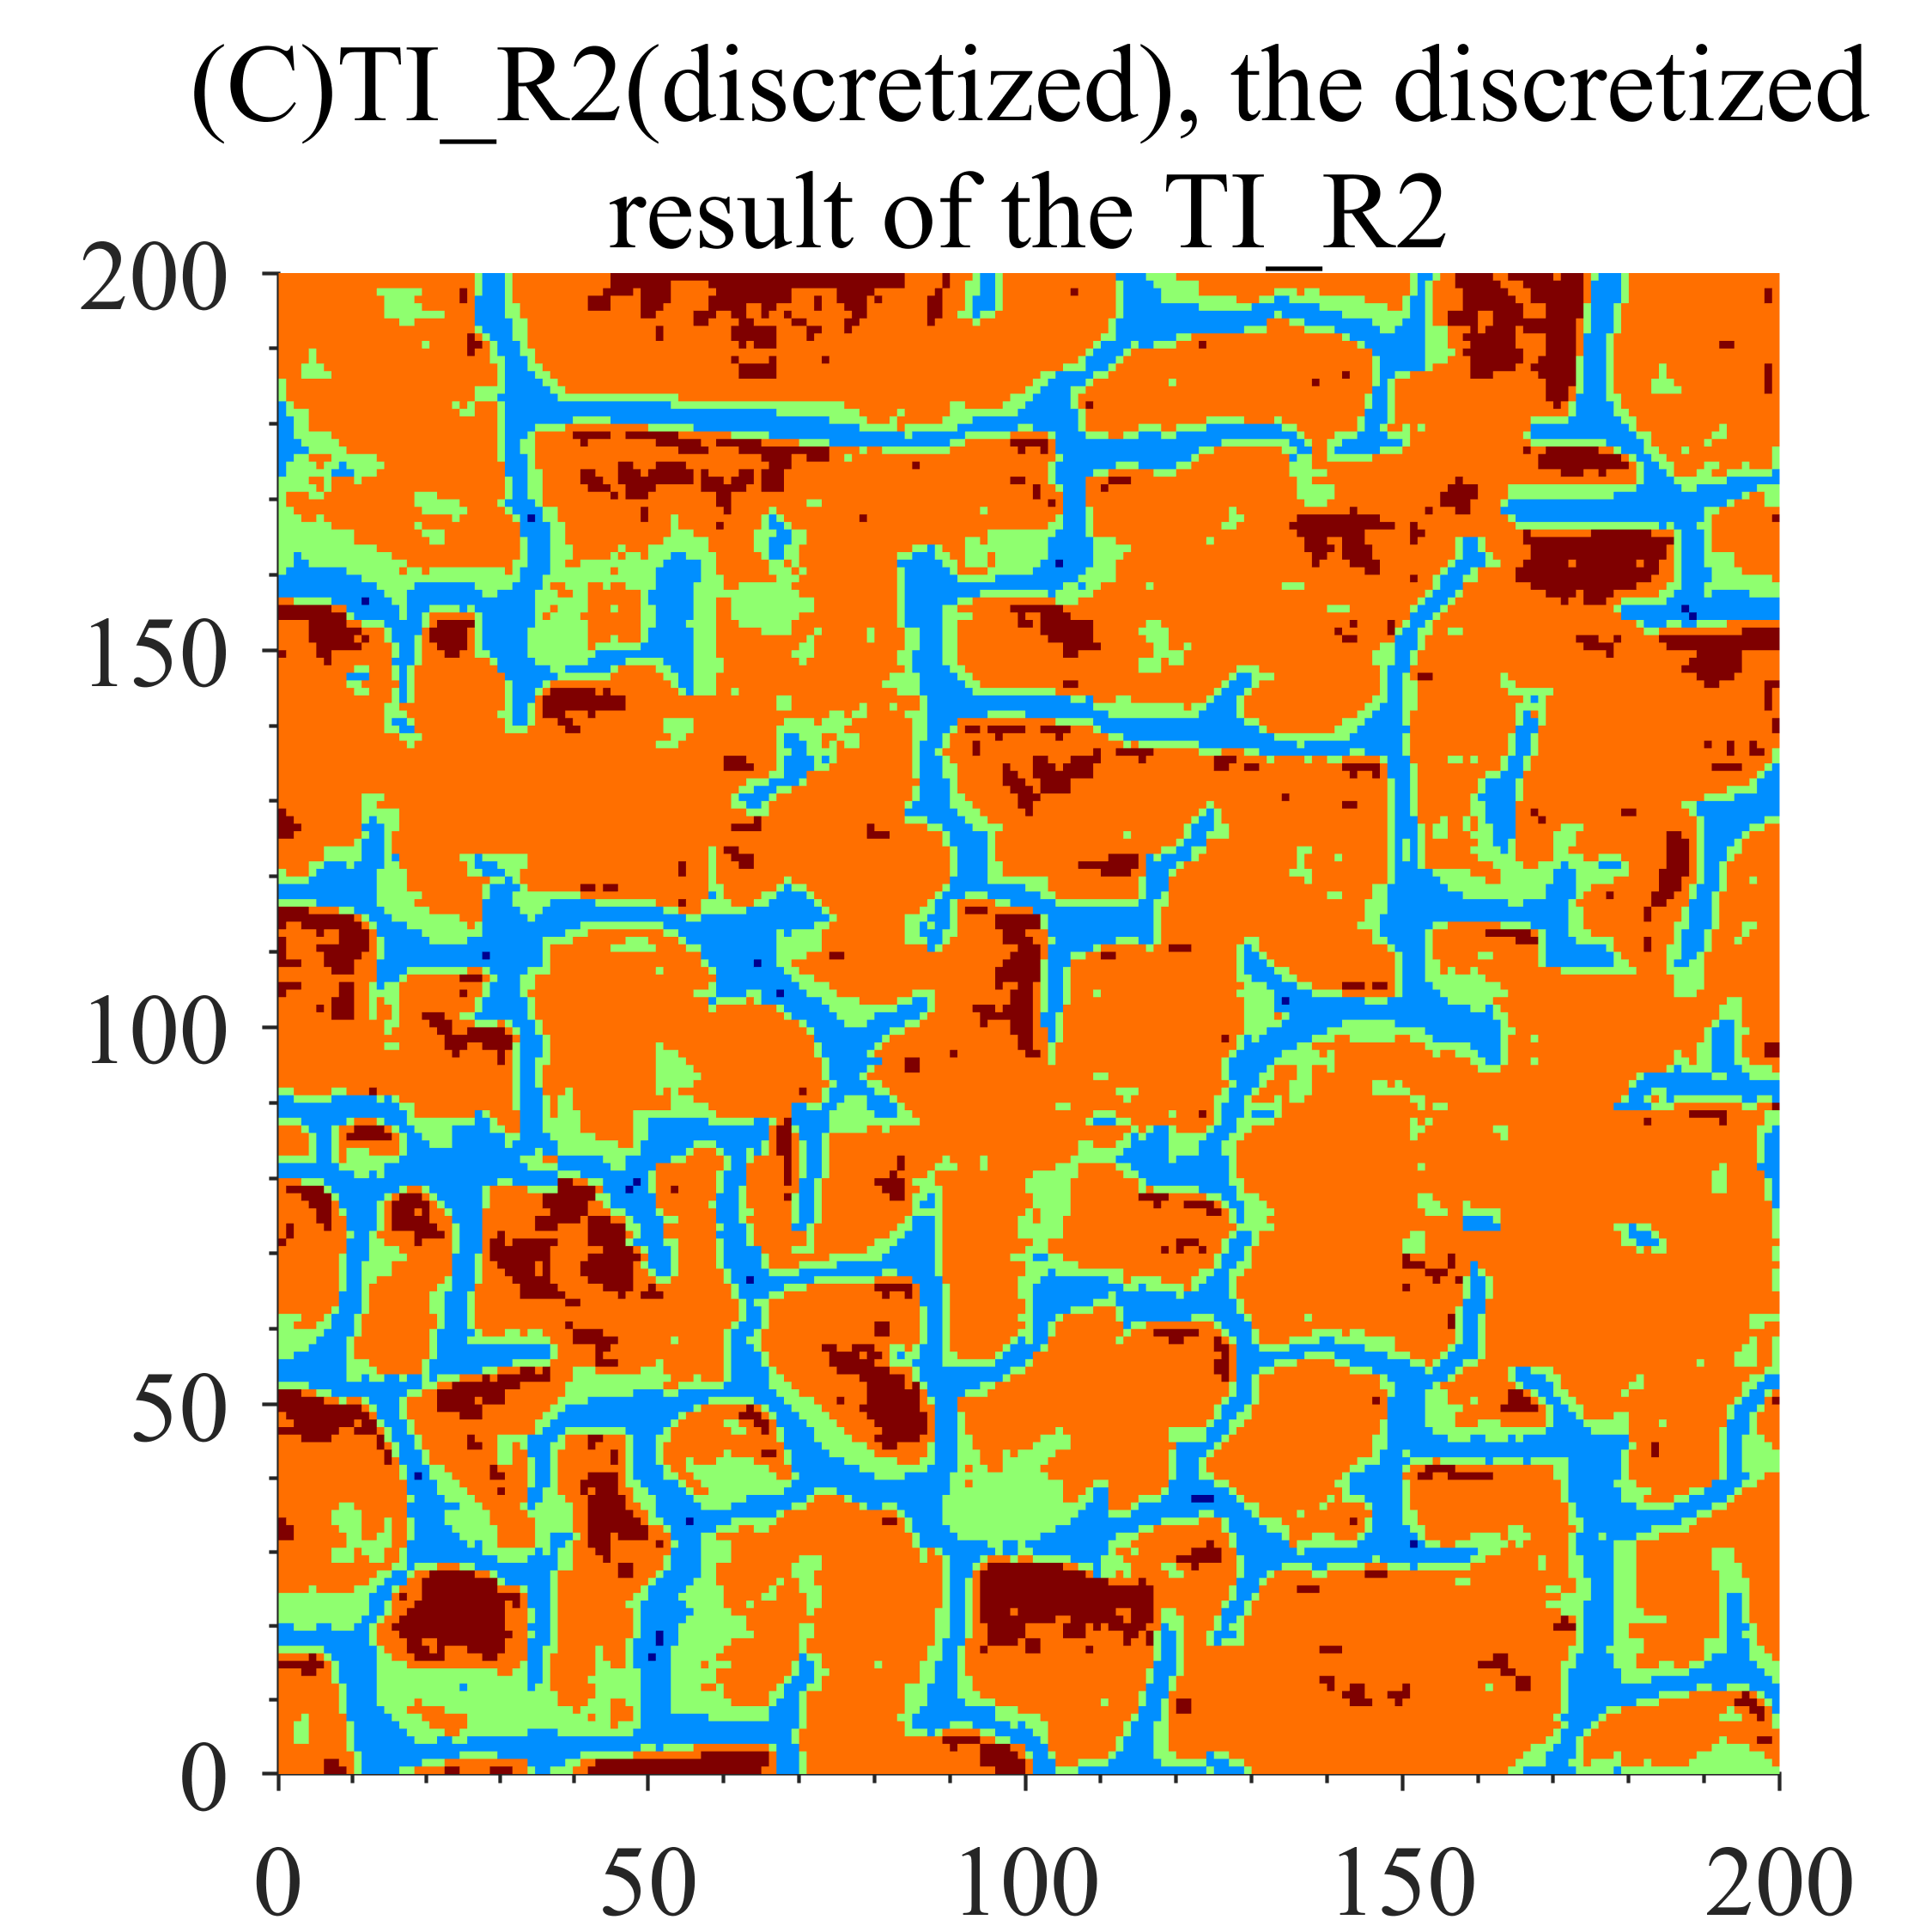 (C)TI_R2(discretized), the discretized
result of the TI_R2
200
150
100
50
0
0 50 100 150 200